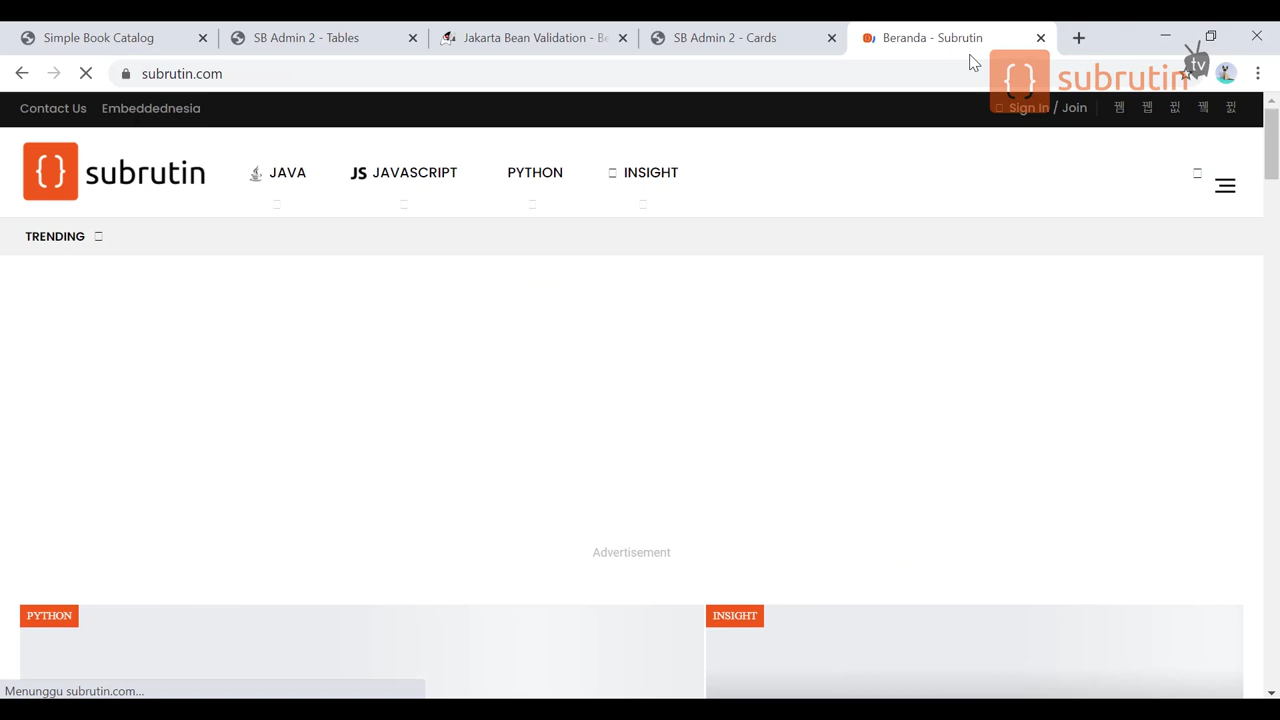 Simple Book Catalog
SB Admin 2 - Tables
Jakarta Bean Validation - Be
SB Admin 2 - Cards
Beranda - Subrutin
subrutin.com
subrutin tv
Contact Us Embeddednesia
Sign In / Join
subrutin
JAVA
JS JAVASCRIPT
PYTHON
INSIGHT
TRENDING
Advertisement
PYTHON
INSIGHT
Menunggu subrutin.com...